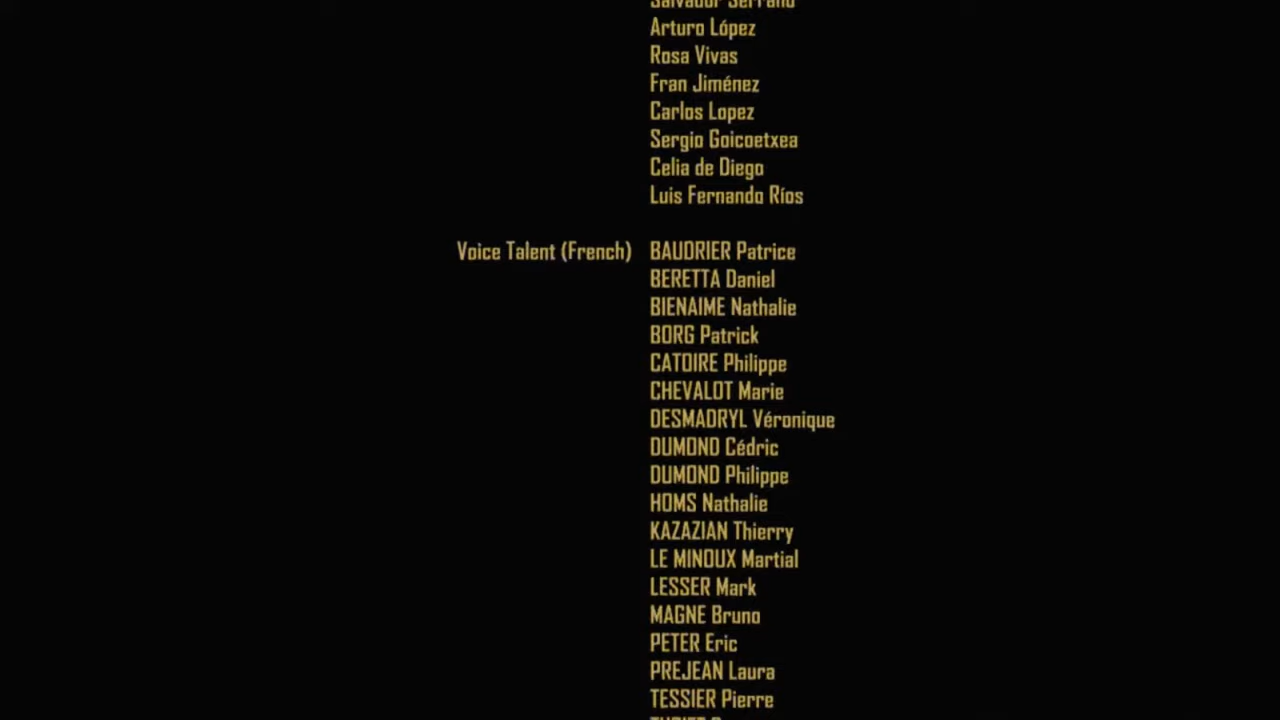 Salvador Serrano
Arturo López
Rosa Vivas
Fran Jiménez
Carlos Lopez
Sergio Goicoetxea
Celia de Diego
Luis Fernando Ríos
Voice Talent (French) BAUDRIER Patrice
BERETTA Daniel
BIENAIME Nathalie
BORG Patrick
CATOIRE Philippe
CHEVALOT Marie
DESMADRYL Véronique
DUMOND Cédric
DUMOND Philippe
HOMS Nathalie
KAZAZIAN Thierry
LE MINOUX Martial
LESSER Mark
MAGNE Bruno
PETER Eric
PREJEAN Laura
TESSIER Pierre